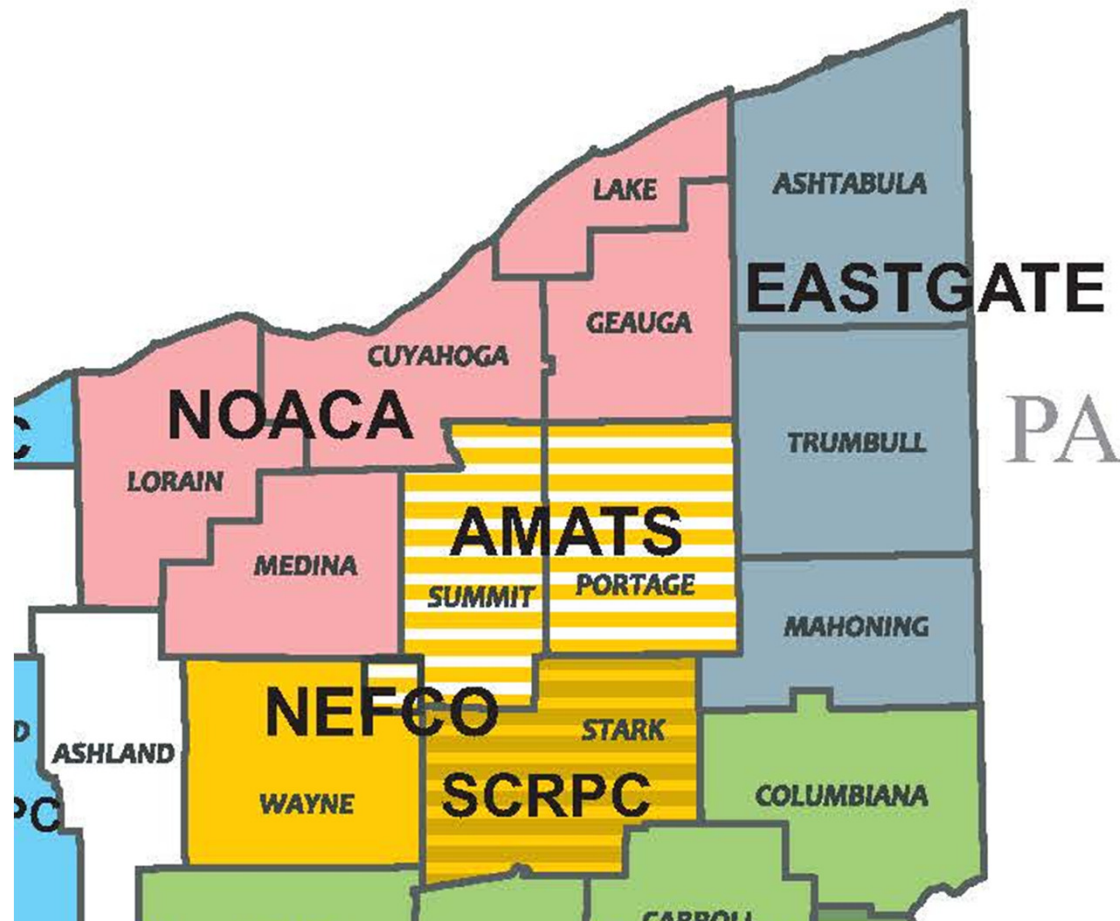 LAKE
ASHTABULA
EASTGATE
GEAUGA
CUYAHOGA
NOACA
PA
C
TRUMBULL
LORAIN
AMATS
MEDINA
PORTAGE
SUMMIT
MAHONING
NEFCO
STARK
D
ASHLAND
COLUMBIANA
SCRPC
WAYNE
PC